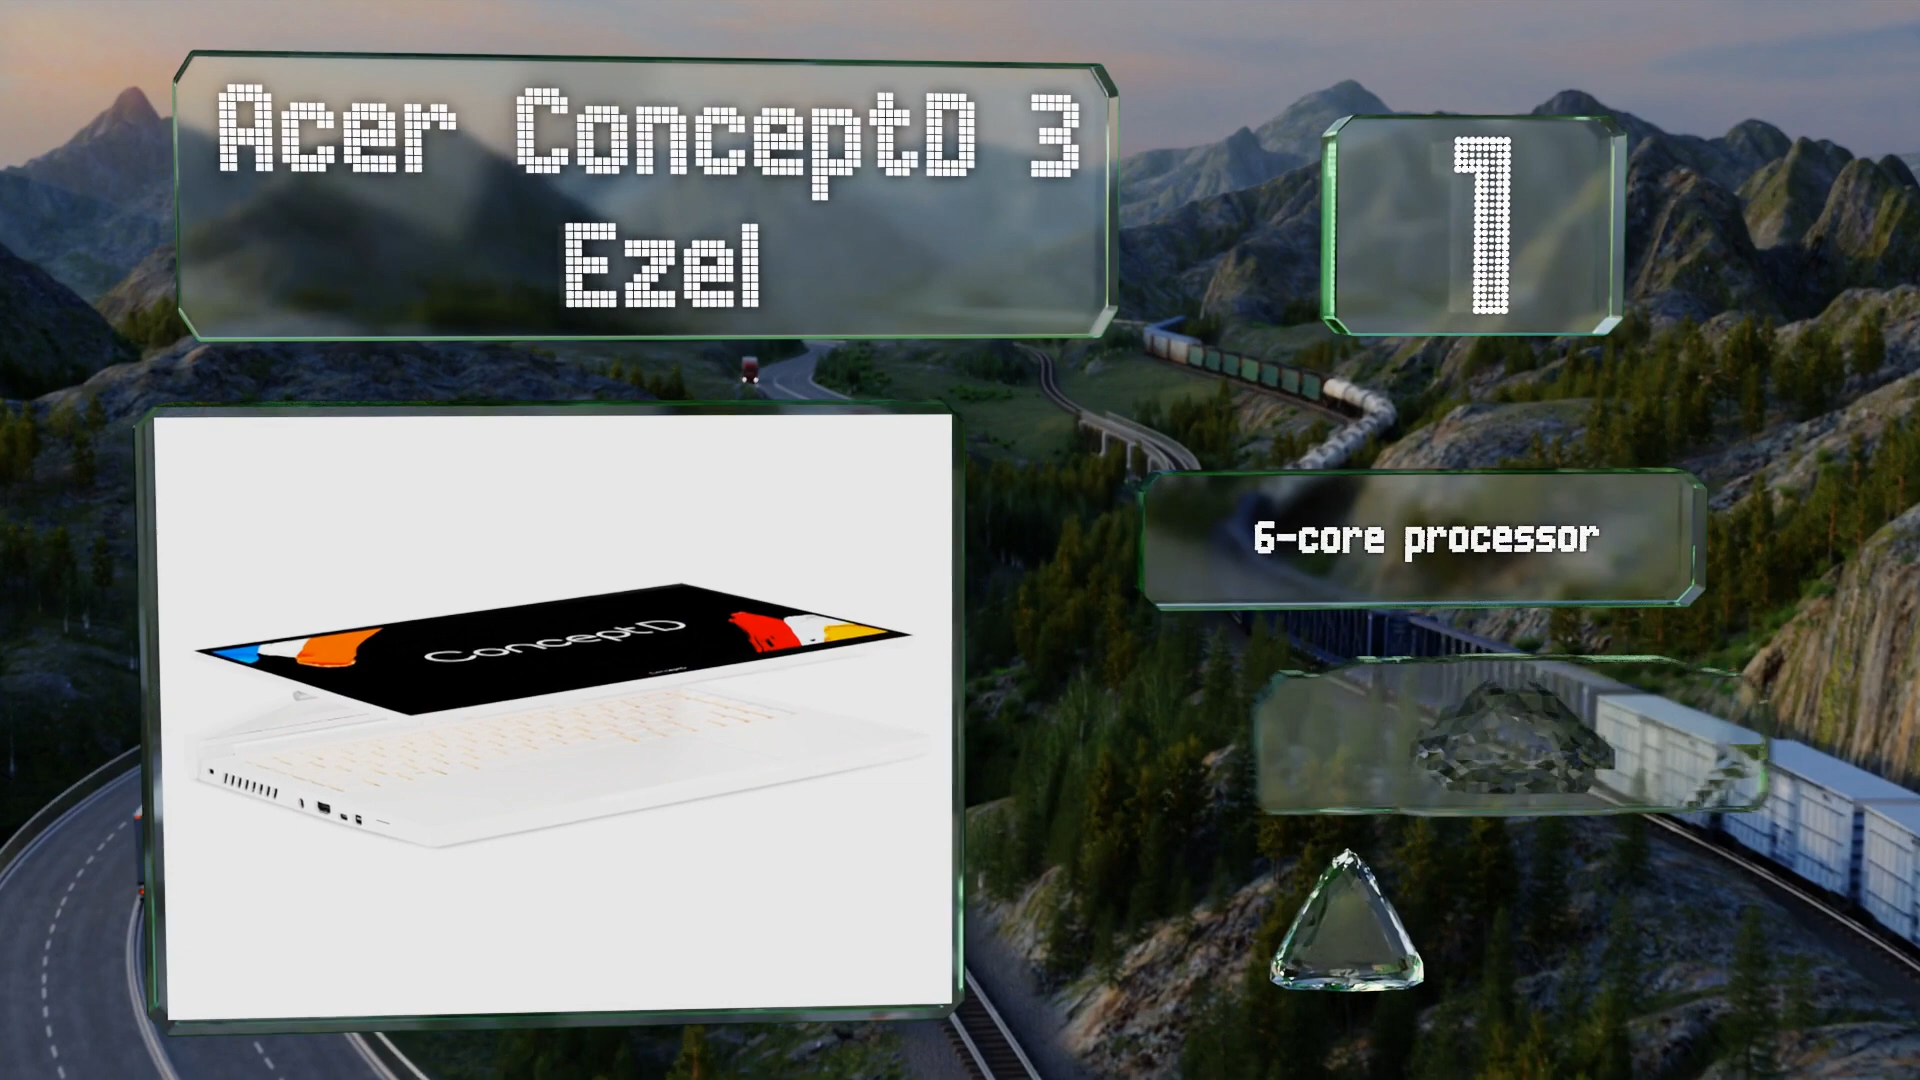 Acer ConceptD 3
Ezel
1
6-core processor
ConceptD